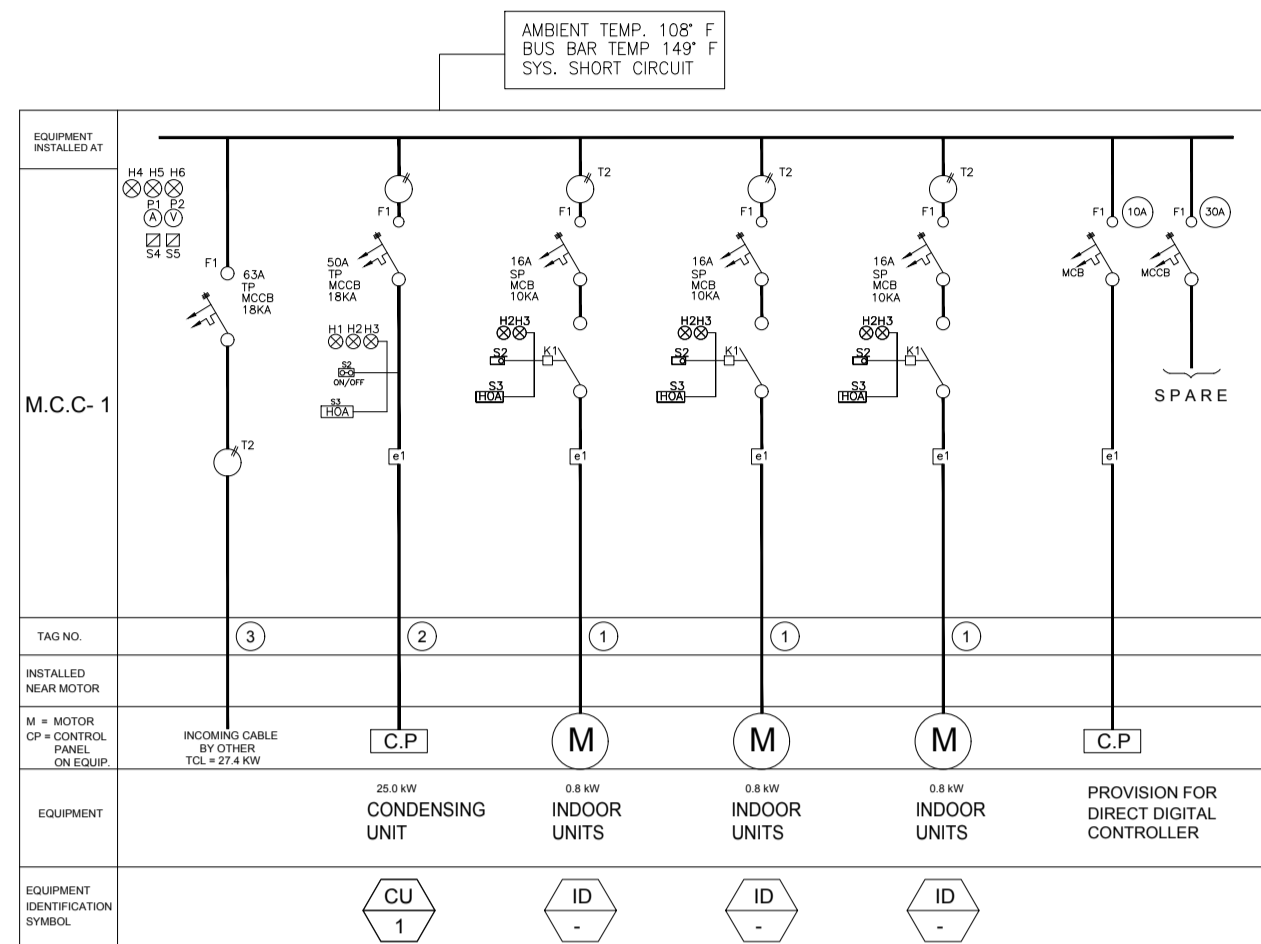 AMBIENT TEMP. 108° F
BUS BAR TEMP 149° F
SYS. SHORT CIRCUIT
EQUIPMENT
INSTALLED AT
M.C.C- 1
H4 H5 H6
P1 P2
A V
S4 S5
F1
63A
TP
MCCB
18KA
T2
F1
50A
TP
MCCB
18KA
H1 H2 H3
S2
ON/OFF
S3
HOA
e1
T2
F1
16A
SP
MCB
10KA
H2H3
S2
K1
S3
HOA
e1
T2
F1
16A
SP
MCB
10KA
H2H3
S2
K1
S3
HOA
e1
T2
F1
16A
SP
MCB
10KA
H2H3
S2
K1
S3
HOA
e1
F1
10A
MCB
e1
F1
30A
MCCB
SPARE
TAG NO.
3
2
1
1
1
INSTALLED
NEAR MOTOR
M = MOTOR
CP = CONTROL
PANEL
ON EQUIP.
INCOMING CABLE
BY OTHER
TCL = 27.4 KW
C.P
M
M
M
C.P
EQUIPMENT
25.0 kW
CONDENSING
UNIT
0.8 kW
INDOOR
UNITS
0.8 kW
INDOOR
UNITS
0.8 kW
INDOOR
UNITS
PROVISION FOR
DIRECT DIGITAL
CONTROLLER
EQUIPMENT
IDENTIFICATION
SYMBOL
CU
1
ID
-
ID
-
ID
-